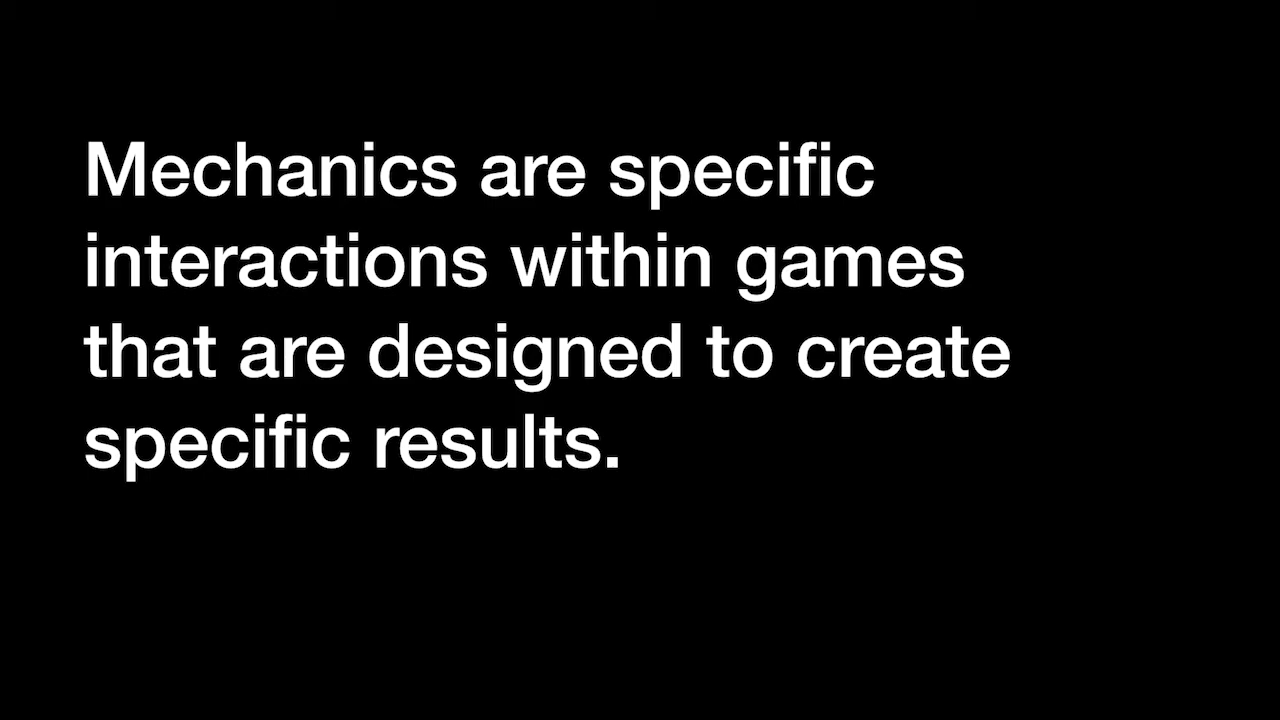 Mechanics are specific
interactions within games
that are designed to create
specific results.